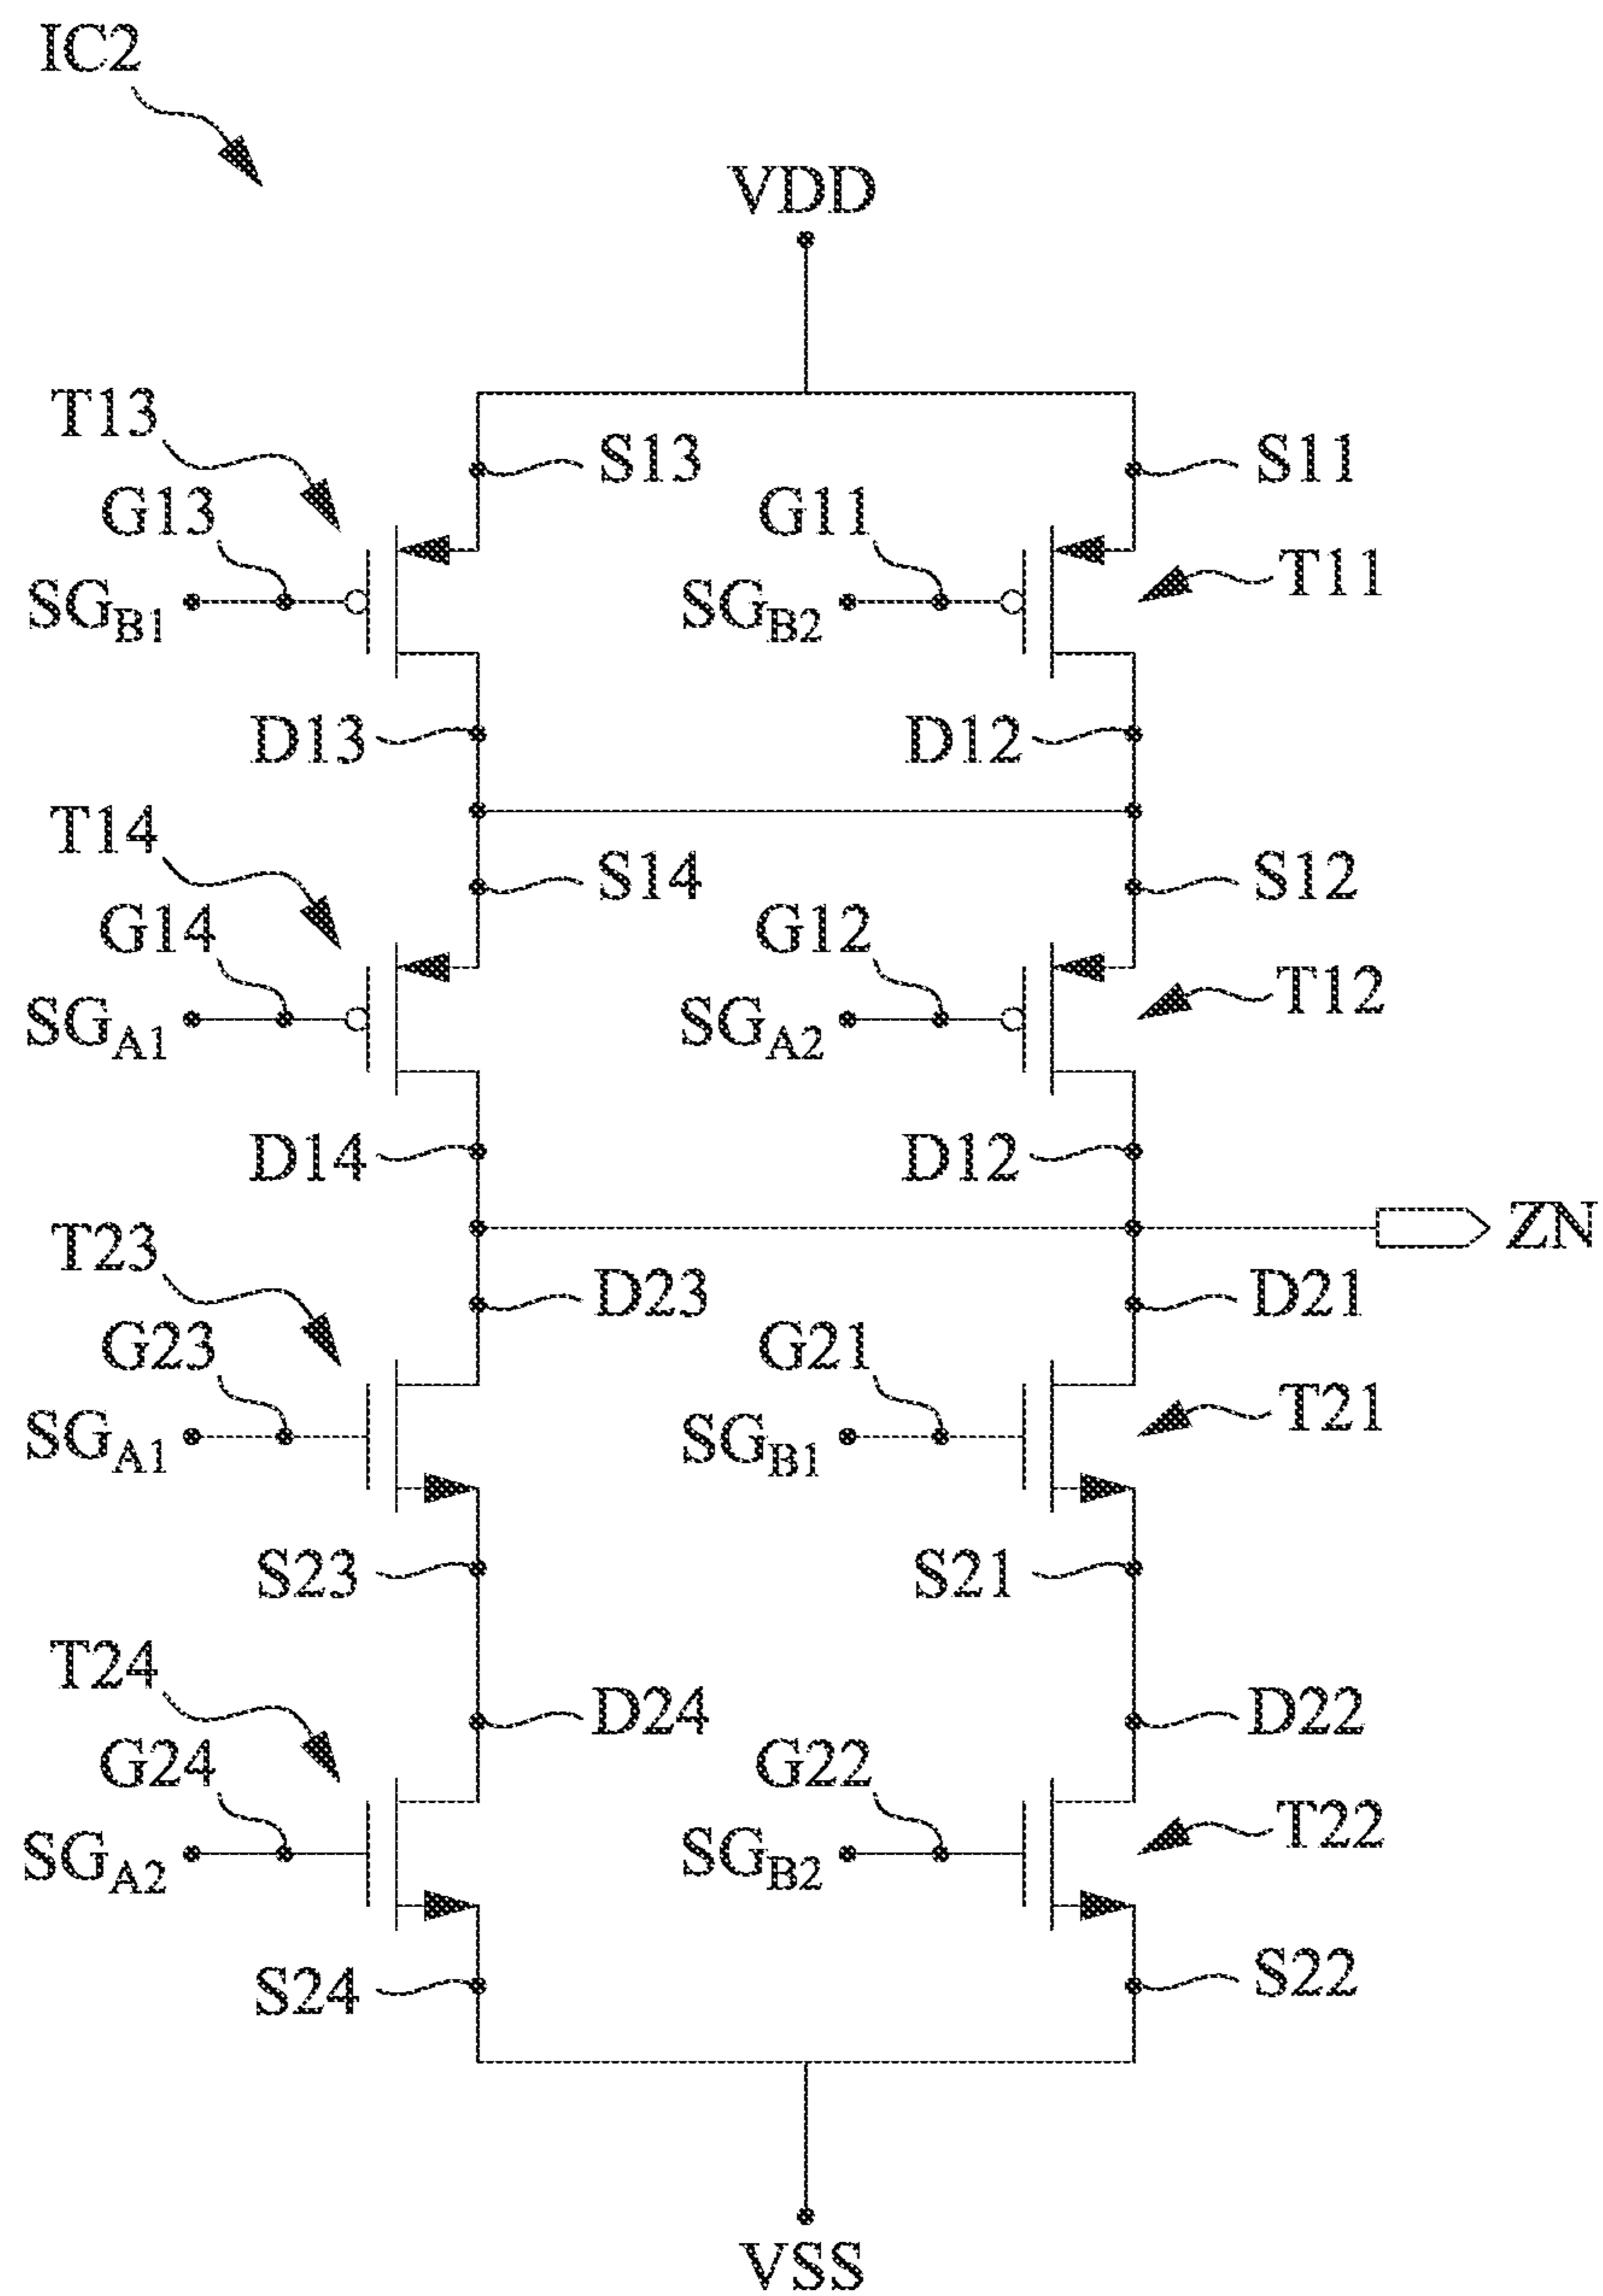 IC2
VDD
T13
S13
S11
G13
G11
T11
SGB1
SGB2
D13
D12
T14
S14
S12
G14
G12
T12
SGA1
SGA2
D14
D12
ZN
T23
D23
D21
G23
G21
T21
SGA1
SGB1
S23
S21
T24
D24
D22
G24
G22
T22
SGA2
SGB2
S24
S22
VSS